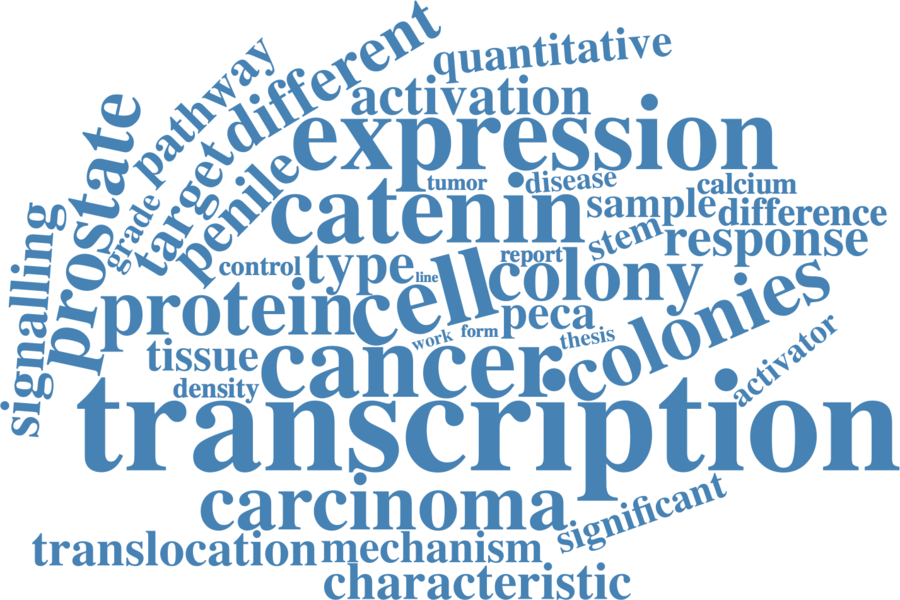 different
quantitative
pathway
activation
expression
prostate
target
penile
grade
tumor
disease
calcium
catenin
sample
difference
stem
response
signalling
control
type
line
report
colony
protein
cell
peca
colonies
work
form
thesis
tissue
cancer
activator
density
transcription
carcinoma
significant
translocation
mechanism
characteristic